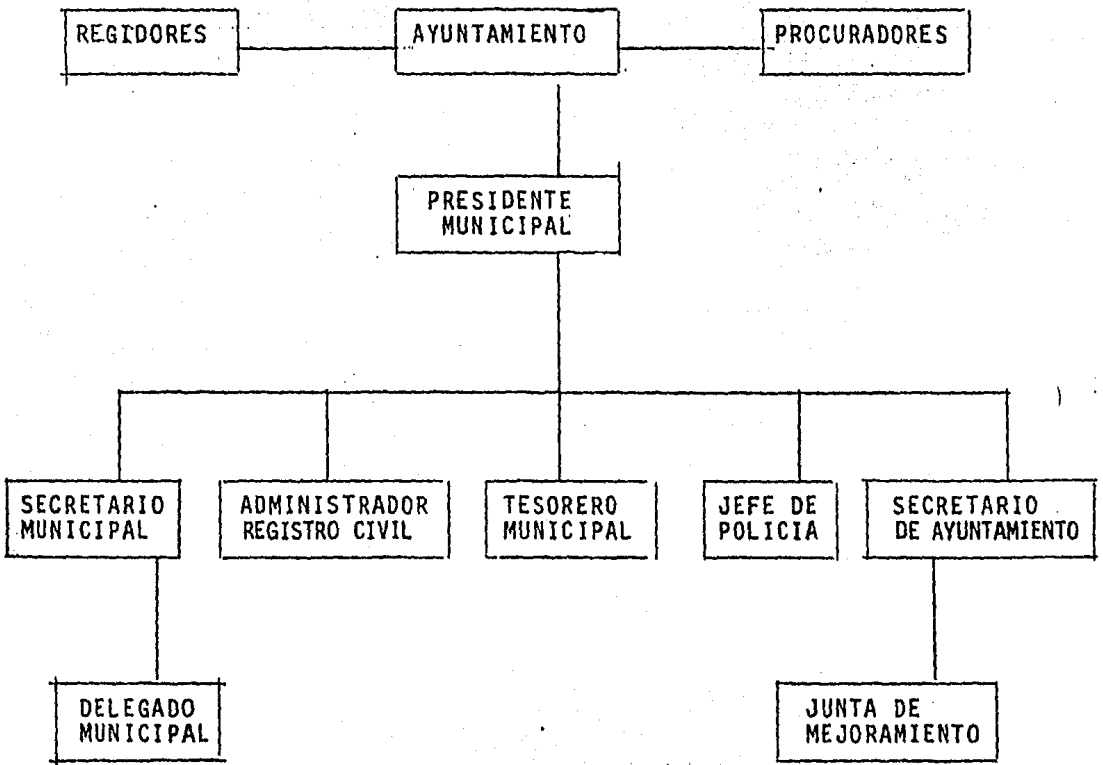 REGIDORES
AYUNTAMIENTO
PROCURADORES
PRESIDENTE
MUNICIPAL
SECRETARIO
MUNICIPAL
ADMINISTRADOR
REGISTRO CIVIL
TESORERO
MUNICIPAL
JEFE DE
POLICIA
SECRETARIO
DE AYUNTAMIENTO
DELEGADO
MUNICIPAL
JUNTA DE
MEJORAMIENTO